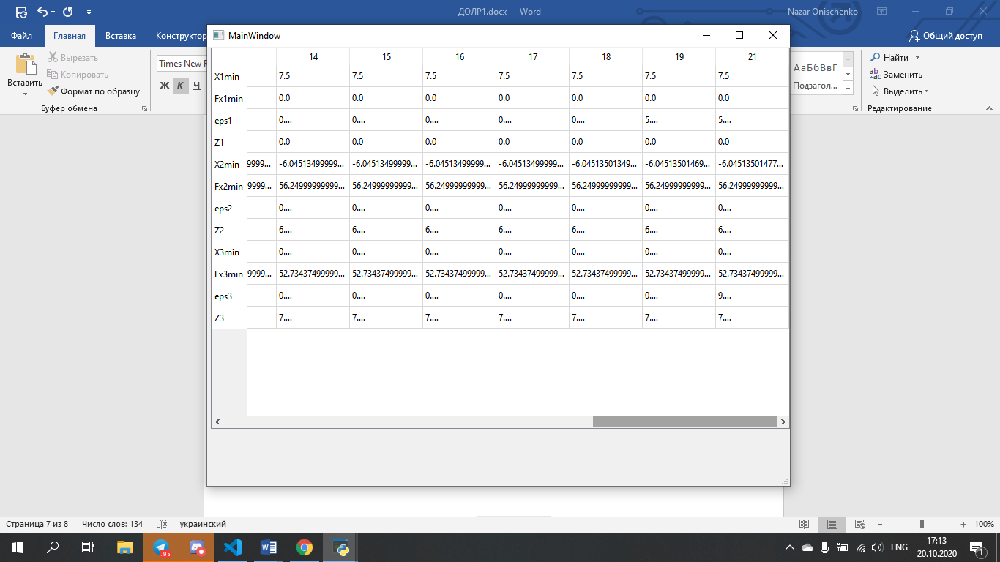 ДОЛР1.docx - Word
Nazar Onischenko
Файл Главная Вставка Конструктор
Общий доступ
MainWindow
Вставить
Вырезать
Копировать
Формат по образцу
Буфер обмена
Times New R
Ж К Ч
АаБбВвГ
Подзагол...
Найти
Заменить
Выделить
Редактирование
14 15 16 17 18 19 21
X1min 7.5 7.5 7.5 7.5 7.5 7.5 7.5
Fx1min 0.0 0.0 0.0 0.0 0.0 0.0 0.0
eps1 0.... 0.... 0.... 0.... 0.... 5.... 5....
Z1 0.0 0.0 0.0 0.0 0.0 0.0 0.0
X2min 9999... -6.04513499999... -6.04513499999... -6.04513499999... -6.04513499999... -6.04513501349... -6.04513501469... -6.04513501477...
Fx2min 9999... 56.24999999999... 56.24999999999... 56.24999999999... 56.24999999999... 56.24999999999... 56.24999999999... 56.24999999999...
eps2 0.... 0.... 0.... 0.... 0.... 0.... 0....
Z2 6.... 6.... 6.... 6.... 6.... 6.... 6....
X3min 0.... 0.... 0.... 0.... 0.... 0.... 0....
Fx3min 9999... 52.73437499999... 52.73437499999... 52.73437499999... 52.73437499999... 52.73437499999... 52.73437499999... 52.73437499999...
eps3 0.... 0.... 0.... 0.... 0.... 0.... 9....
Z3 7.... 7.... 7.... 7.... 7.... 7.... 7....
Страница 7 из 8 Число слов: 134 украинский
100%
95
ENG
17:13
20.10.2020
1